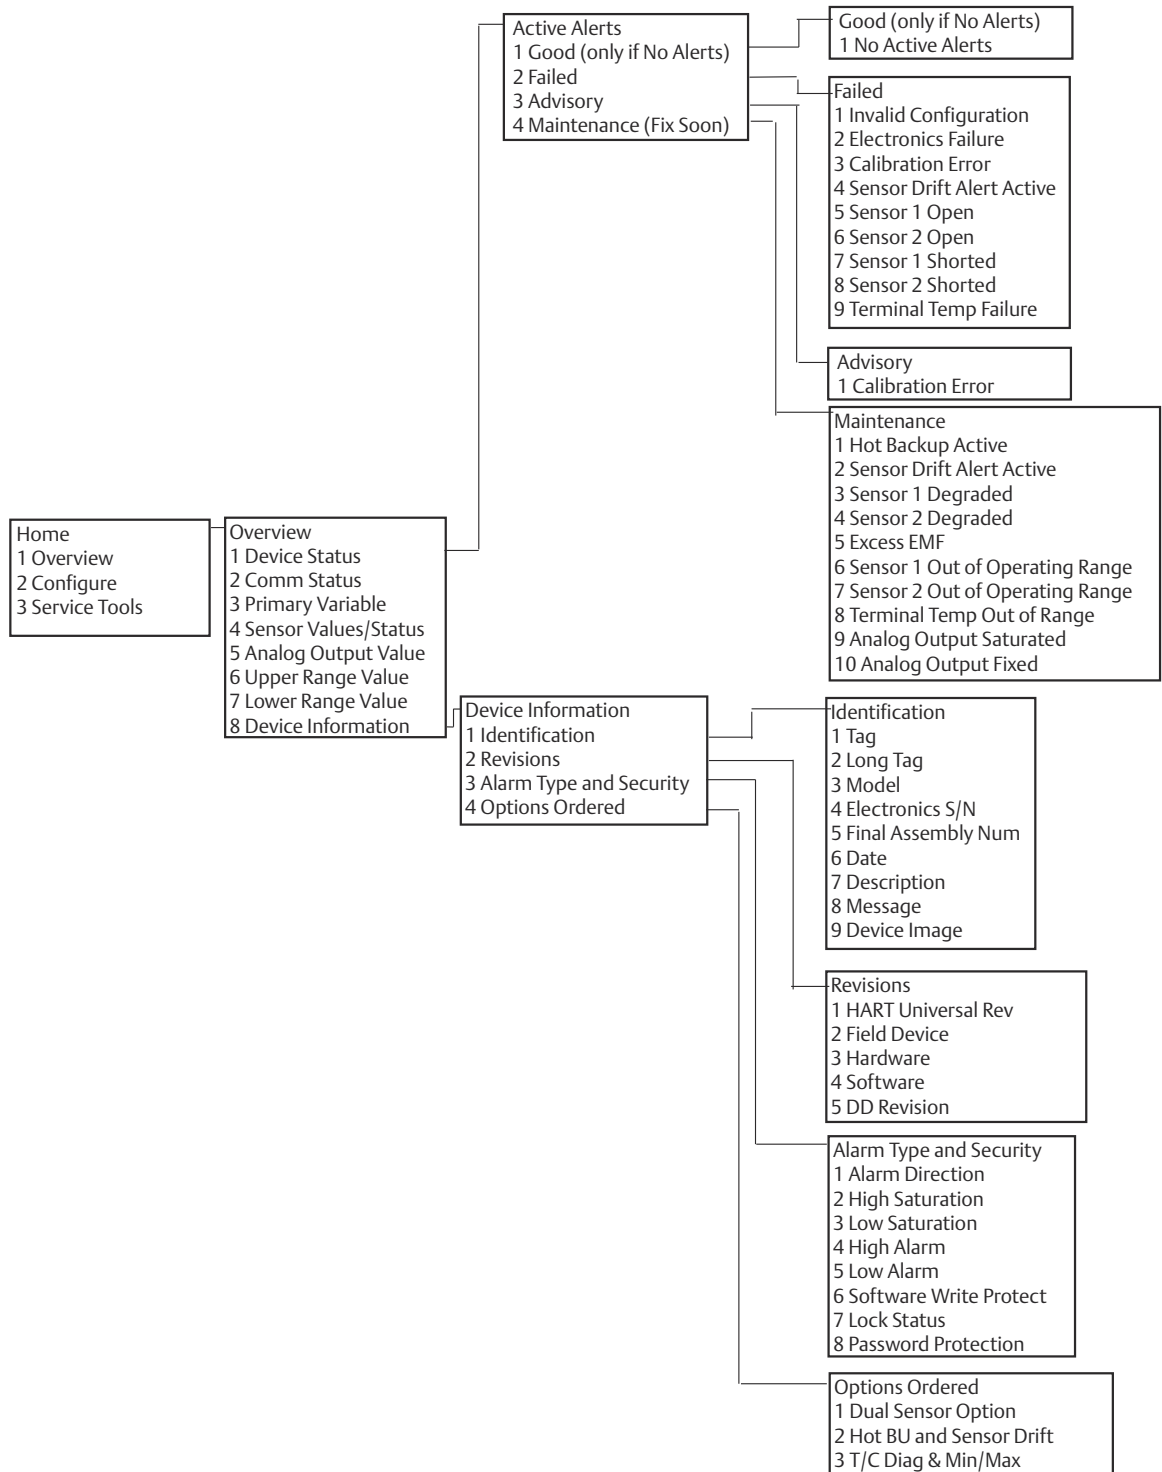 Home
1 Overview
2 Configure
3 Service Tools
Overview
1 Device Status
2 Comm Status
3 Primary Variable
4 Sensor Values/Status
5 Analog Output Value
6 Upper Range Value
7 Lower Range Value
8 Device Information
Active Alerts
1 Good (only if No Alerts)
2 Failed
3 Advisory
4 Maintenance (Fix Soon)
Good (only if No Alerts)
1 No Active Alerts
Failed
1 Invalid Configuration
2 Electronics Failure
3 Calibration Error
4 Sensor Drift Alert Active
5 Sensor 1 Open
6 Sensor 2 Open
7 Sensor 1 Shorted
8 Sensor 2 Shorted
9 Terminal Temp Failure
Advisory
1 Calibration Error
Maintenance
1 Hot Backup Active
2 Sensor Drift Alert Active
3 Sensor 1 Degraded
4 Sensor 2 Degraded
5 Excess EMF
6 Sensor 1 Out of Operating Range
7 Sensor 2 Out of Operating Range
8 Terminal Temp Out of Range
9 Analog Output Saturated
10 Analog Output Fixed
Device Information
1 Identification
2 Revisions
3 Alarm Type and Security
4 Options Ordered
Identification
1 Tag
2 Long Tag
3 Model
4 Electronics S/N
5 Final Assembly Num
6 Date
7 Description
8 Message
9 Device Image
Revisions
1 HART Universal Rev
2 Field Device
3 Hardware
4 Software
5 DD Revision
Alarm Type and Security
1 Alarm Direction
2 High Saturation
3 Low Saturation
4 High Alarm
5 Low Alarm
6 Software Write Protect
7 Lock Status
8 Password Protection
Options Ordered
1 Dual Sensor Option
2 Hot BU and Sensor Drift
3 T/C Diag & Min/Max